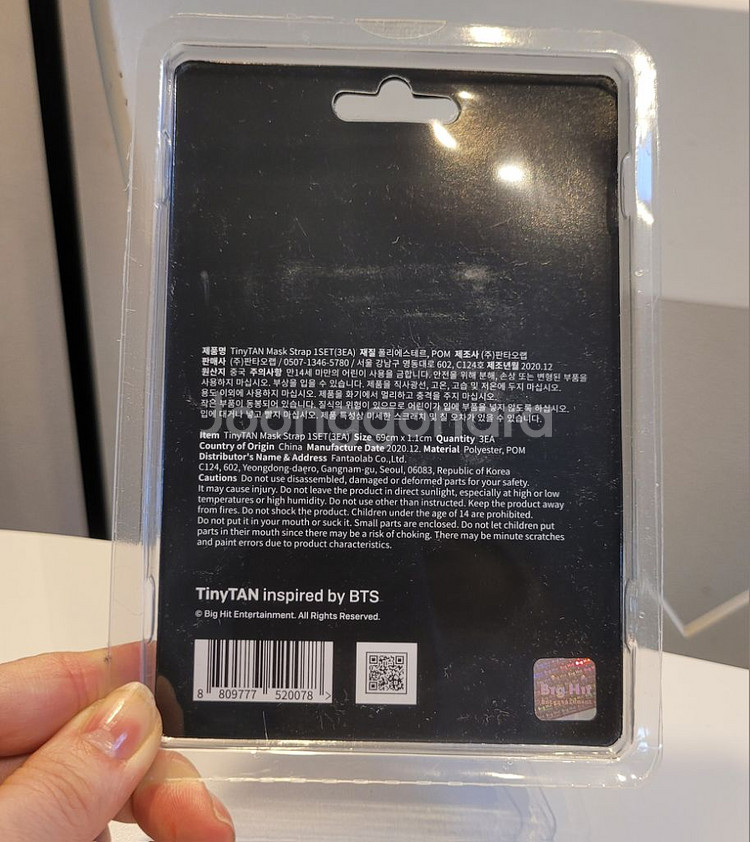 제품명 TinyTAN Mask Strap 1SET(3EA) 재질 폴리에스테르, POM 제조사 (주)판타오랩
판매사 (주)판타오랩 / 0507-1346-5780 / 서울 강남구 영동대로 602, C124호 제조년월 2020.12
원산지 중국 주의사항 만14세 미만의 어린이 사용을 금합니다. 안전을 위해 분해, 손상 또는 변형된 부품을
사용하지 마십시오. 부상을 입을 수 있습니다. 제품을 직사광선, 고온, 고습 및 저온에 두지 마십시오.
용도 이외에 사용하지 마십시오. 제품을 화기에서 멀리하고 충격을 주지 마십시오.
작은 부품이 동봉되어 있습니다. 질식의 위험이 있으므로 어린이가 입에 부품을 넣지 않도록 하십시오.
입에 대거나 넣고 빨지 마십시오. 제품 특성상 미세한 스크래치 및 칠 오차가 있을 수 있습니다.
Joongdonara
Item TinyTAN Mask Strap 1SET(3EA) Size 69cm x 1.1cm Quantity 3EA
Country of Origin China Manufacture Date 2020.12. Material Polyester, POM
Distributor's Name & Address Fantaolab Co.,Ltd.
C124, 602, Yeongdong-daero, Gangnam-gu, Seoul, 06083, Republic of Korea
Cautions Do not use disassembled, damaged or deformed parts for your safety.
It may cause injury. Do not leave the product in direct sunlight, especially at high or low
temperatures or high humidity. Do not use other than instructed. Keep the product away
from fires. Do not shock the product. Children under the age of 14 are prohibited.
Do not put it in your mouth or suck it. Small parts are enclosed. Do not let children put
parts in their mouth since there may be a risk of choking. There may be minute scratches
and paint errors due to product characteristics.
TinyTAN inspired by BTS
© Big Hit Entertainment. All Rights Reserved.
8 809777 520078 >
Big Hit